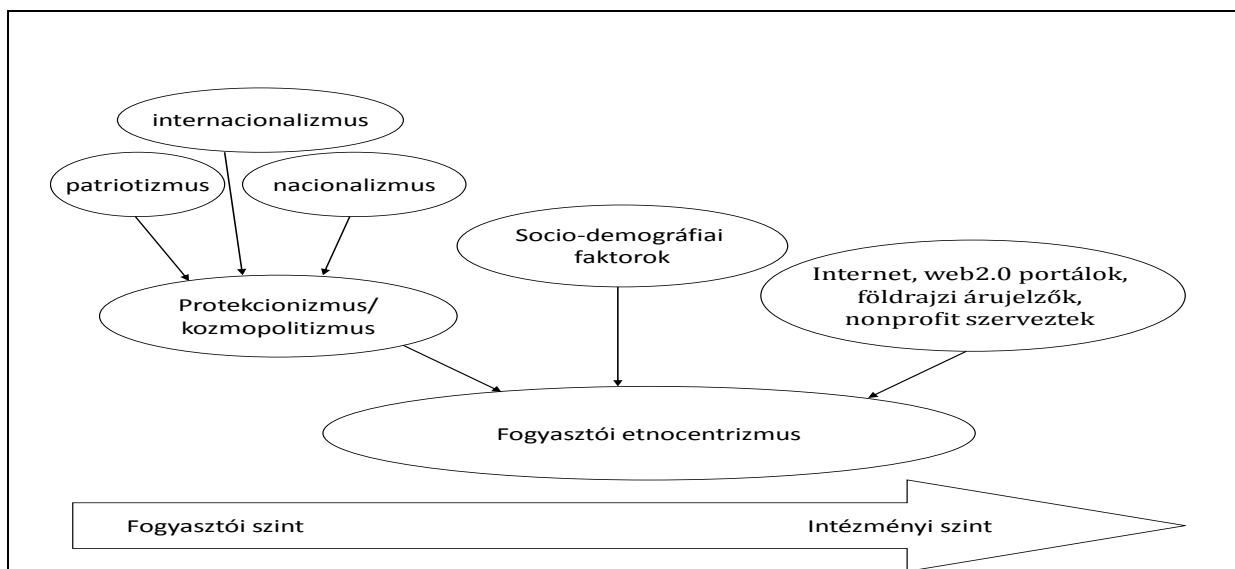 internacionalizmus
patriotizmus
nacionalizmus
Socio-demográfiai
faktorok
Internet, web2.0 portálok,
földrajzi árujelzők,
nonprofit szerveztek
Protekcionizmus/
kozmopolitizmus
Fogyasztói etnocentrizmus
Fogyasztói szint
Intézményi szint